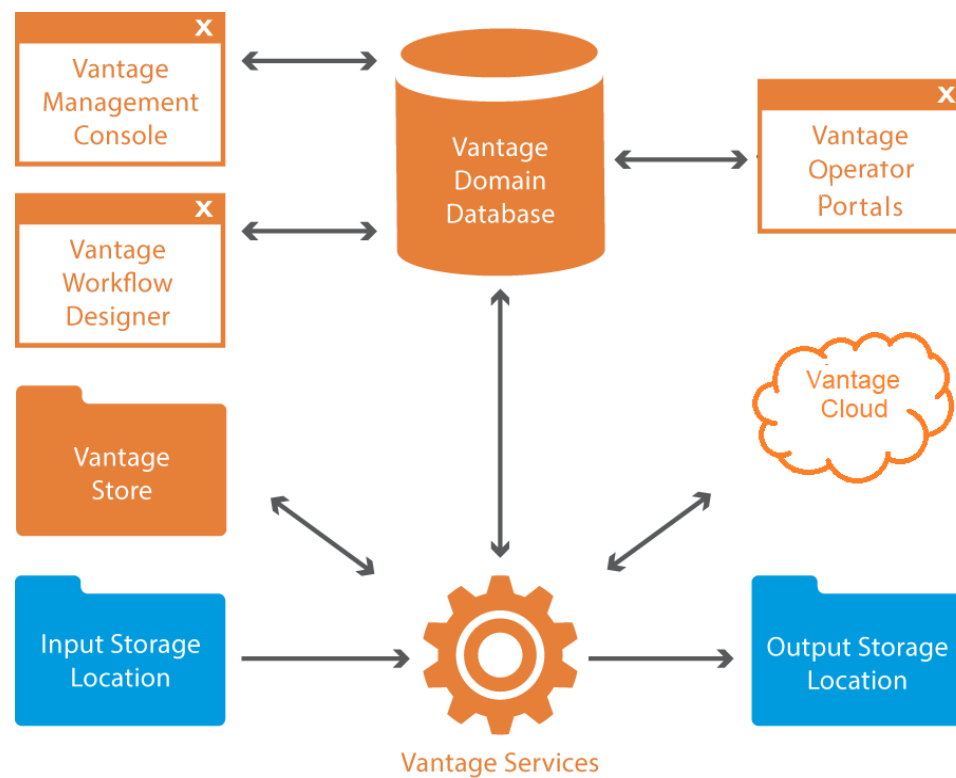 X
Vantage
Management
Console
Vantage
Domain
Database
X
Vantage
Operator
Portals
X
Vantage
Workflow
Designer
Vantage
Cloud
Vantage
Store
Input Storage
Location
Output Storage
Location
Vantage Services